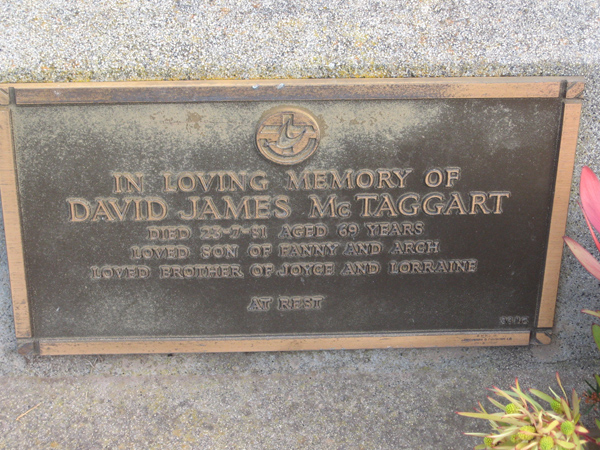 IN LOVING MEMORY OF
DAVID JAMES McTAGGART
DIED 23-7-81 AGED 69 YEARS
LOVED SON OF FANNY AND ARCH
LOVED BROTHER OF JOYCE AND LORRAINE
AT REST